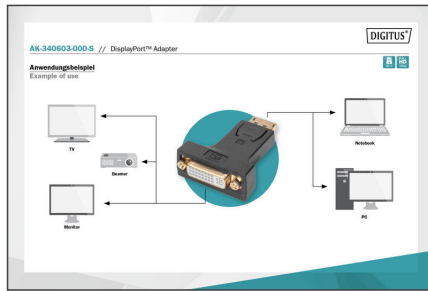 DIGITUS®
AK-340603-000-S // DisplayPort™ Adapter
Anwendungsbeispiel
Example of use
TV
Beamer
Monitor
Notebook
PC